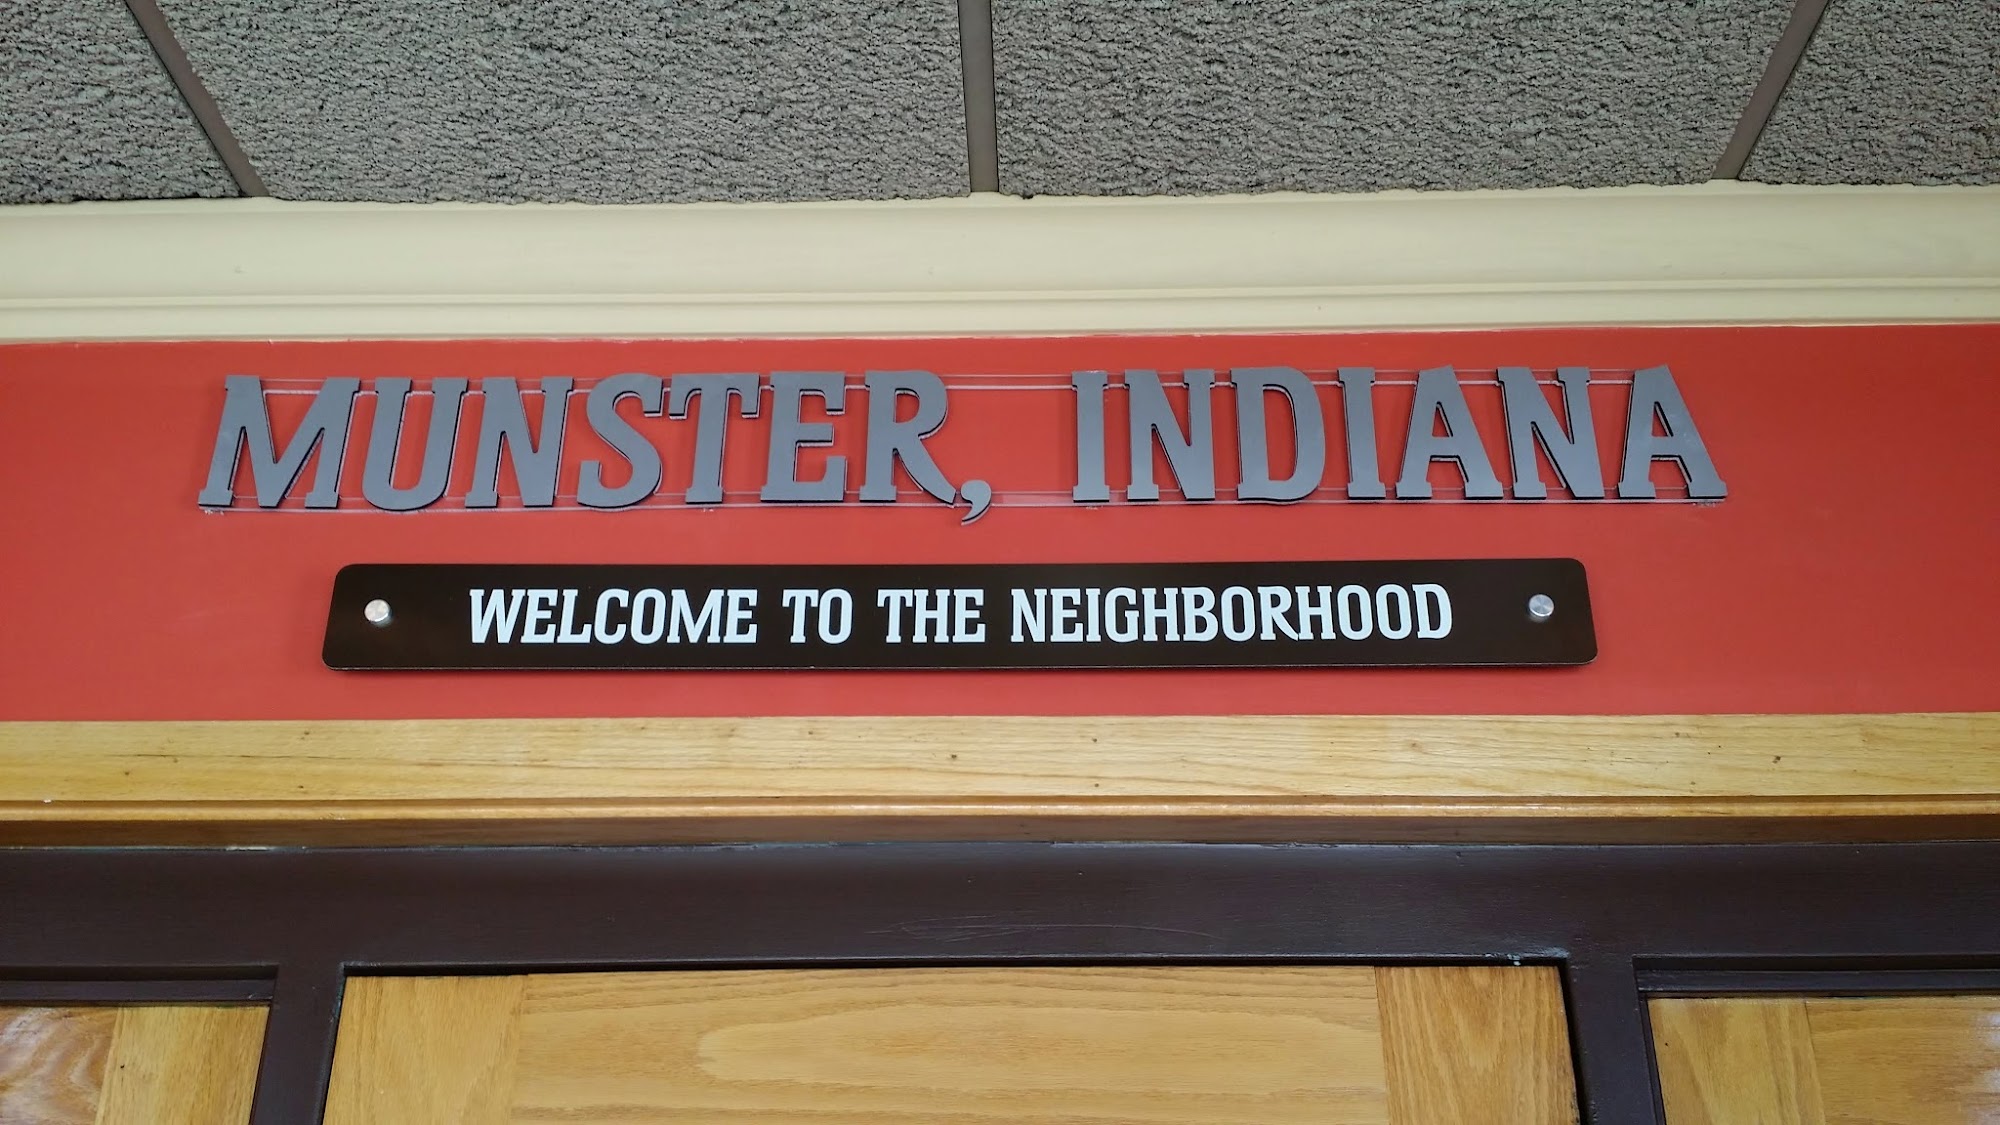 MUNSTER, INDIANA
WELCOME TO THE NEIGHBORHOOD